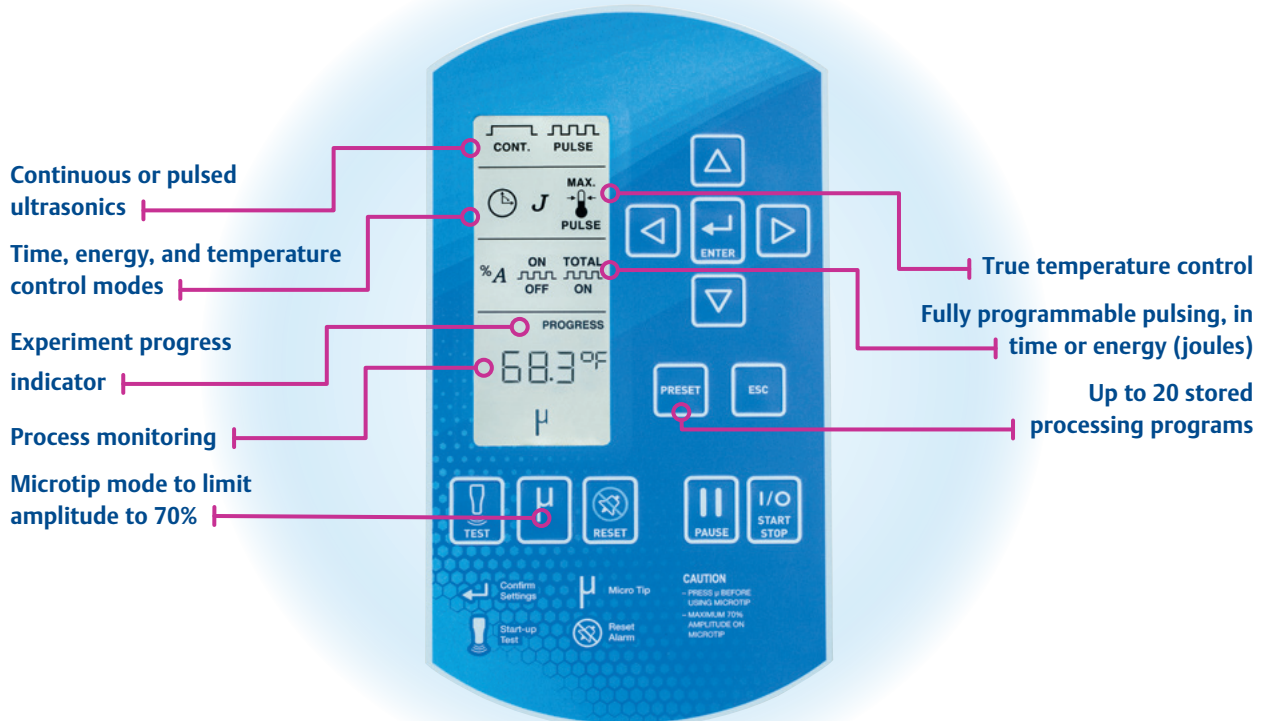 Continuous or pulsed
ultrasonics
Time, energy, and temperature
control modes
Experiment progress
indicator
Process monitoring
Microtip mode to limit
amplitude to 70%
CONT. PULSE
J MAX.
PULSE
%A ON TOTAL
OFF ON
PROGRESS
68.3°F
μ
ENTER
PRESET ESC
TEST
μ
RESET
PAUSE
I/O
START
STOP
Confirm
Settings
μ Micro Tip
Start-up
Test
Reset
Alarm
CAUTION
– PRESS μ BEFORE
USING MICROTIP
– MAXIMUM 70%
AMPLITUDE ON
MICROTIP
True temperature control
Fully programmable pulsing, in
time or energy (joules)
Up to 20 stored
processing programs